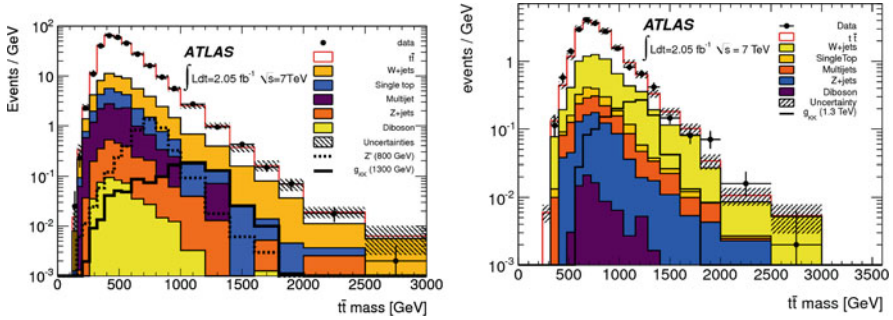 Events / GeV
10²
10
1
10⁻¹
10⁻²
10⁻³
ATLAS
∫ Ldt=2.05 fb⁻¹ √s=7TeV
data
tt̄
W+jets
Single top
Multijet
Z+jets
Diboson
Uncertainties
Z' (800 GeV)
g_KK (1300 GeV)
500 1000 1500 2000 2500 3000
tt̄ mass [GeV]
events / GeV
1
10⁻¹
10⁻²
10⁻³
ATLAS
∫ Ldt=2.05 fb⁻¹ √s = 7 TeV
Data
t t̄
W+jets
SingleTop
Multijets
Z+jets
Diboson
Uncertainty
g_KK (1.3 TeV)
0 500 1000 1500 2000 2500 3000 3500
tt̄ mass [GeV]